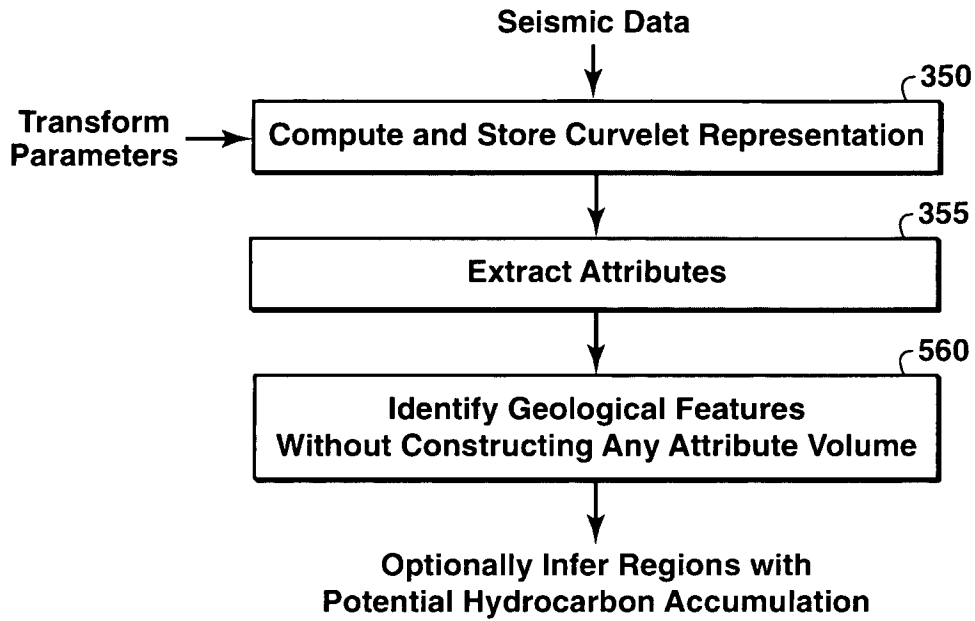 Seismic Data
350
Transform
Parameters
Compute and Store Curvelet Representation
355
Extract Attributes
560
Identify Geological Features
Without Constructing Any Attribute Volume
Optionally Infer Regions with
Potential Hydrocarbon Accumulation